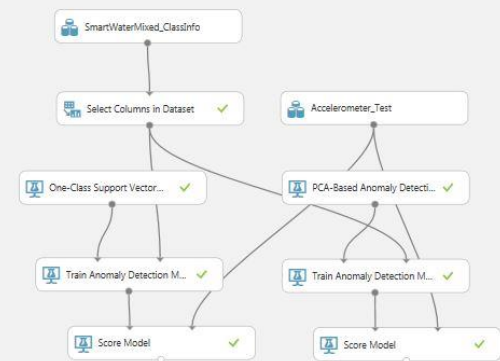 SmartWaterMixed_ClassInfo
Select Columns in Dataset
Accelerometer_Test
One-Class Support Vector...
PCA-Based Anomaly Detecti...
Train Anomaly Detection M...
Train Anomaly Detection M...
Score Model
Score Model